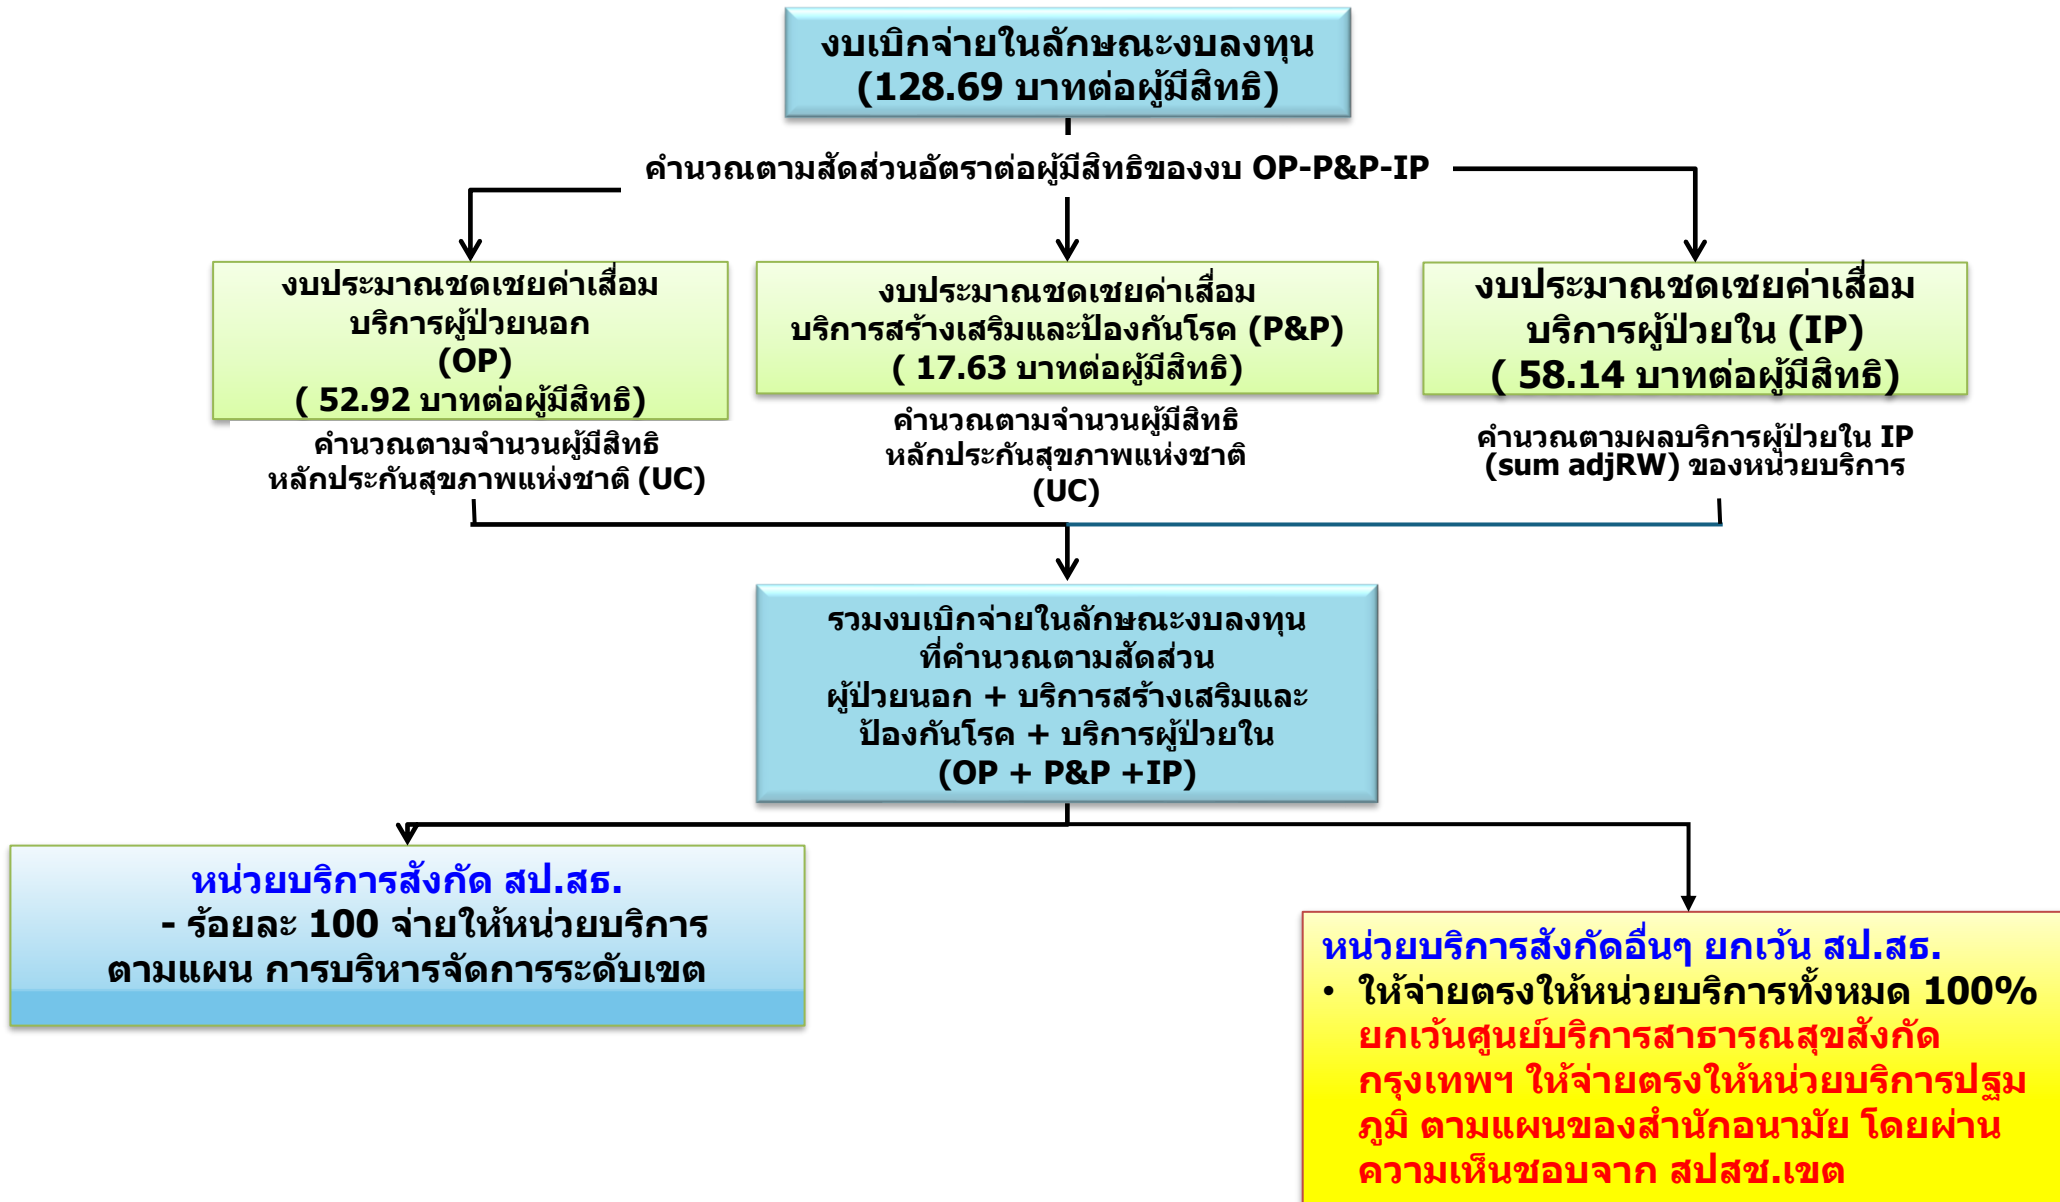 งบเบิกจ่ายในลักษณะงบลงทุน
(128.69 บาทต่อผู้มีสิทธิ)
คำนวณตามสัดส่วนอัตราต่อผู้มีสิทธิของงบ OP-P&P-IP
งบประมาณชดเชยค่าเสื่อม
บริการผู้ป่วยนอก
(OP)
( 52.92 บาทต่อผู้มีสิทธิ)
คำนวณตามจำนวนผู้มีสิทธิ
หลักประกันสุขภาพแห่งชาติ (UC)
งบประมาณชดเชยค่าเสื่อม
บริการสร้างเสริมและป้องกันโรค (P&P)
( 17.63 บาทต่อผู้มีสิทธิ)
คำนวณตามจำนวนผู้มีสิทธิ
หลักประกันสุขภาพแห่งชาติ
(UC)
งบประมาณชดเชยค่าเสื่อม
บริการผู้ป่วยใน (IP)
( 58.14 บาทต่อผู้มีสิทธิ)
คำนวณตามผลบริการผู้ป่วยใน IP
(sum adjRW) ของหน่วยบริการ
รวมงบเบิกจ่ายในลักษณะงบลงทุน
ที่คำนวณตามสัดส่วน
ผู้ป่วยนอก + บริการสร้างเสริมและ
ป้องกันโรค + บริการผู้ป่วยใน
(OP + P&P +IP)
หน่วยบริการสังกัด สป.สธ.
- ร้อยละ 100 จ่ายให้หน่วยบริการ
ตามแผน การบริหารจัดการระดับเขต
หน่วยบริการสังกัดอื่นๆ ยกเว้น สป.สธ.
• ให้จ่ายตรงให้หน่วยบริการทั้งหมด 100%
ยกเว้นศูนย์บริการสาธารณสุขสังกัด
กรุงเทพฯ ให้จ่ายตรงให้หน่วยบริการปฐม
ภูมิ ตามแผนของสำนักอนามัย โดยผ่าน
ความเห็นชอบจาก สปสช.เขต